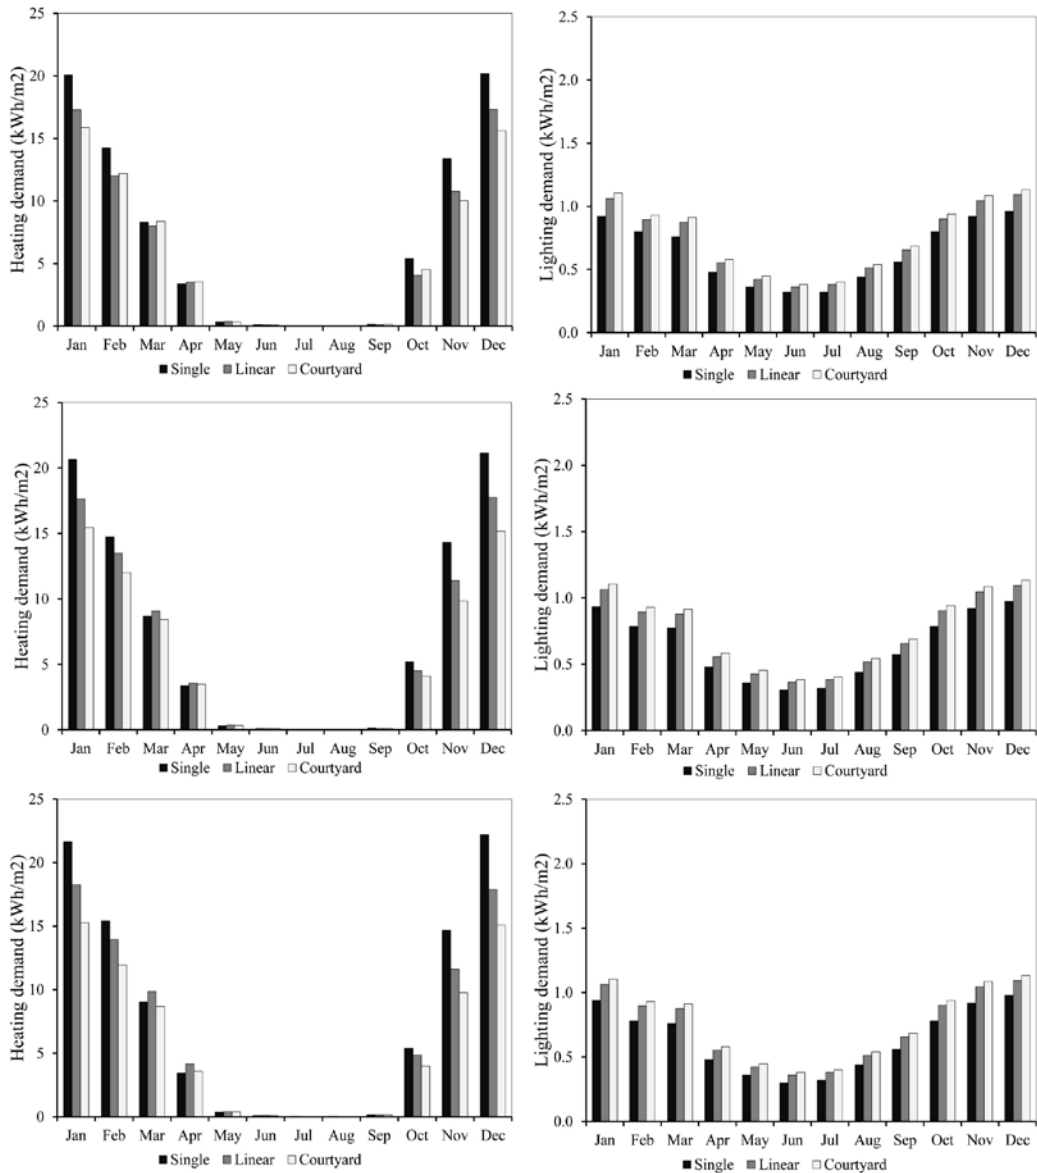 Heating demand (kWh/m2)
25
20
15
10
5
0
Jan Feb Mar Apr May Jun Jul Aug Sep Oct Nov Dec
Single Linear Courtyard
Lighting demand (kWh/m2)
2.5
2.0
1.5
1.0
0.5
0.0
Jan Feb Mar Apr May Jun Jul Aug Sep Oct Nov Dec
Single Linear Courtyard
Heating demand (kWh/m2)
25
20
15
10
5
0
Jan Feb Mar Apr May Jun Jul Aug Sep Oct Nov Dec
Single Linear Courtyard
Lighting demand (kWh/m2)
2.5
2.0
1.5
1.0
0.5
0.0
Jan Feb Mar Apr May Jun Jul Aug Sep Oct Nov Dec
Single Linear Courtyard
Heating demand (kWh/m2)
25
20
15
10
5
0
Jan Feb Mar Apr May Jun Jul Aug Sep Oct Nov Dec
Single Linear Courtyard
Lighting demand (kWh/m2)
2.5
2.0
1.5
1.0
0.5
0.0
Jan Feb Mar Apr May Jun Jul Aug Sep Oct Nov Dec
Single Linear Courtyard